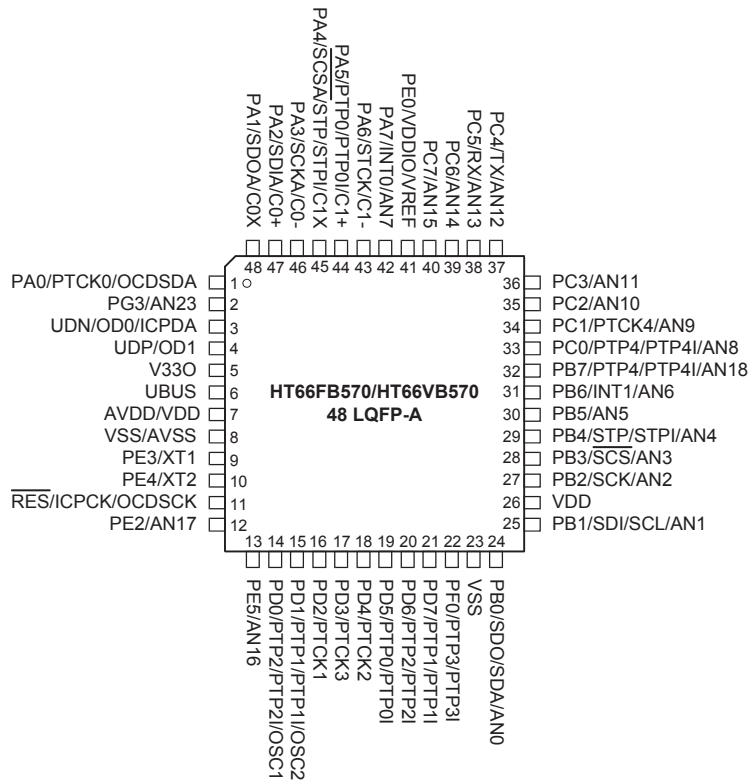 PA1/SDOA/C0X
PA2/SDIA/C0+
PA3/SCKA/C0-
PA4/SCSA/STP/STPI/C1X
PA5/PTP0/PTP0I/C1+
PA6/STCK/C1-
PA7/INT0/AN7
PE0/VDDIO/VREF
PC7/AN15
PC6/AN14
PC5/RX/AN13
PC4/TX/AN12
48 47 46 45 44 43 42 41 40 39 38 37
PA0/PTCK0/OCDSDA 1
PG3/AN23 2
UDN/OD0/ICPDA 3
UDP/OD1 4
V33O 5
UBUS 6
AVDD/VDD 7
VSS/AVSS 8
PE3/XT1 9
PE4/XT2 10
RES/ICPCK/OCDSCK 11
PE2/AN17 12
HT66FB570/HT66VB570
48 LQFP-A
36 PC3/AN11
35 PC2/AN10
34 PC1/PTCK4/AN9
33 PC0/PTP4/PTP4I/AN8
32 PB7/PTP4/PTP4I/AN18
31 PB6/INT1/AN6
30 PB5/AN5
29 PB4/STP/STPI/AN4
28 PB3/SCS/AN3
27 PB2/SCK/AN2
26 VDD
25 PB1/SDI/SCL/AN1
13 14 15 16 17 18 19 20 21 22 23 24
PE5/AN16
PD0/PTP2/PTP2I/OSC1
PD1/PTP1/PTP1I/OSC2
PD2/PTCK1
PD3/PTCK3
PD4/PTCK2
PD5/PTP0/PTP0I
PD6/PTP2/PTP2I
PD7/PTP1/PTP1I
PF0/PTP3/PTP3I
VSS
PB0/SDO/SDA/AN0